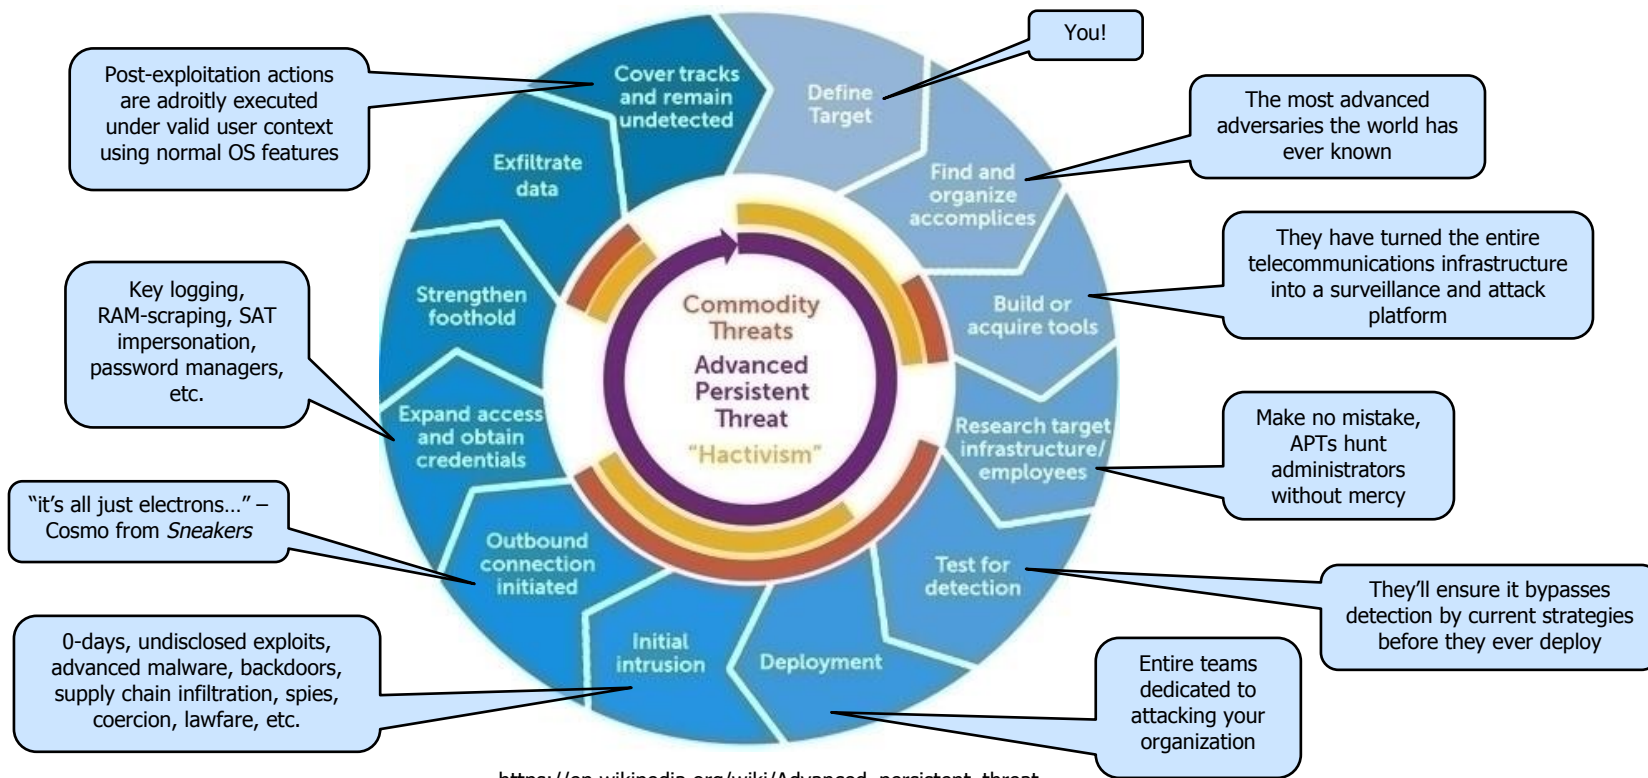 You!
Post-exploitation actions
are adroitly executed
under valid user context
using normal OS features
Cover tracks
and remain
undetected
Define
Target
The most advanced
adversaries the world has
ever known
Exfiltrate
data
Find and
organize
accomplices
They have turned the entire
telecommunications infrastructure
into a surveillance and attack
platform
Key logging,
RAM-scraping, SAT
impersonation,
password managers,
etc.
Strengthen
foothold
Commodity
Threats
Advanced
Persistent
Threat
"Hactivism"
Build or
acquire tools
Expand access
and obtain
credentials
Research target
infrastructure/
employees
Make no mistake,
APTs hunt
administrators
without mercy
“it’s all just electrons…” –
Cosmo from Sneakers
Outbound
connection
initiated
Test for
detection
They’ll ensure it bypasses
detection by current strategies
before they ever deploy
0-days, undisclosed exploits,
advanced malware, backdoors,
supply chain infiltration, spies,
coercion, lawfare, etc.
Initial
intrusion
Deployment
Entire teams
dedicated to
attacking your
organization
https://en.wikipedia.org/wiki/Advanced_persistent_threat